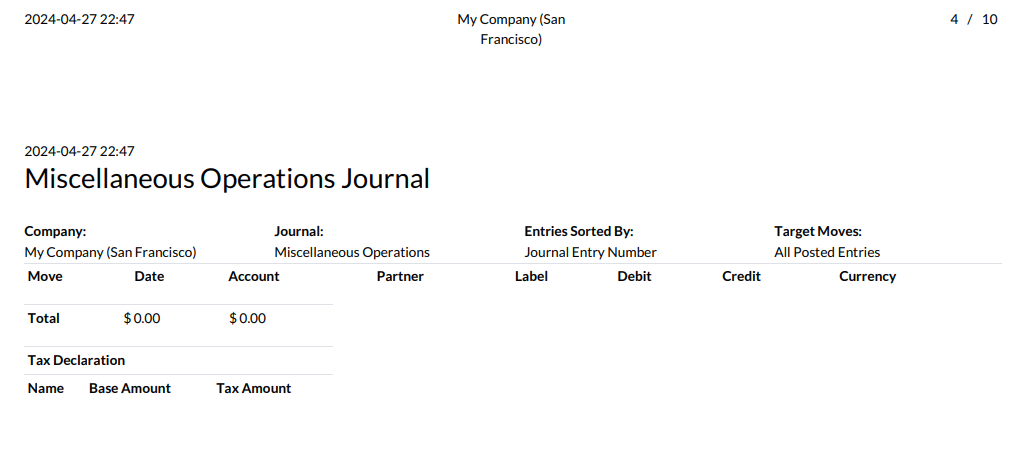 2024-04-27 22:47 My Company (San 4 / 10
Francisco)
2024-04-27 22:47
Miscellaneous Operations Journal
Company: Journal: Entries Sorted By: Target Moves:
My Company (San Francisco) Miscellaneous Operations Journal Entry Number All Posted Entries
Move Date Account Partner Label Debit Credit Currency
Total $ 0.00 $ 0.00
Tax Declaration
Name Base Amount Tax Amount